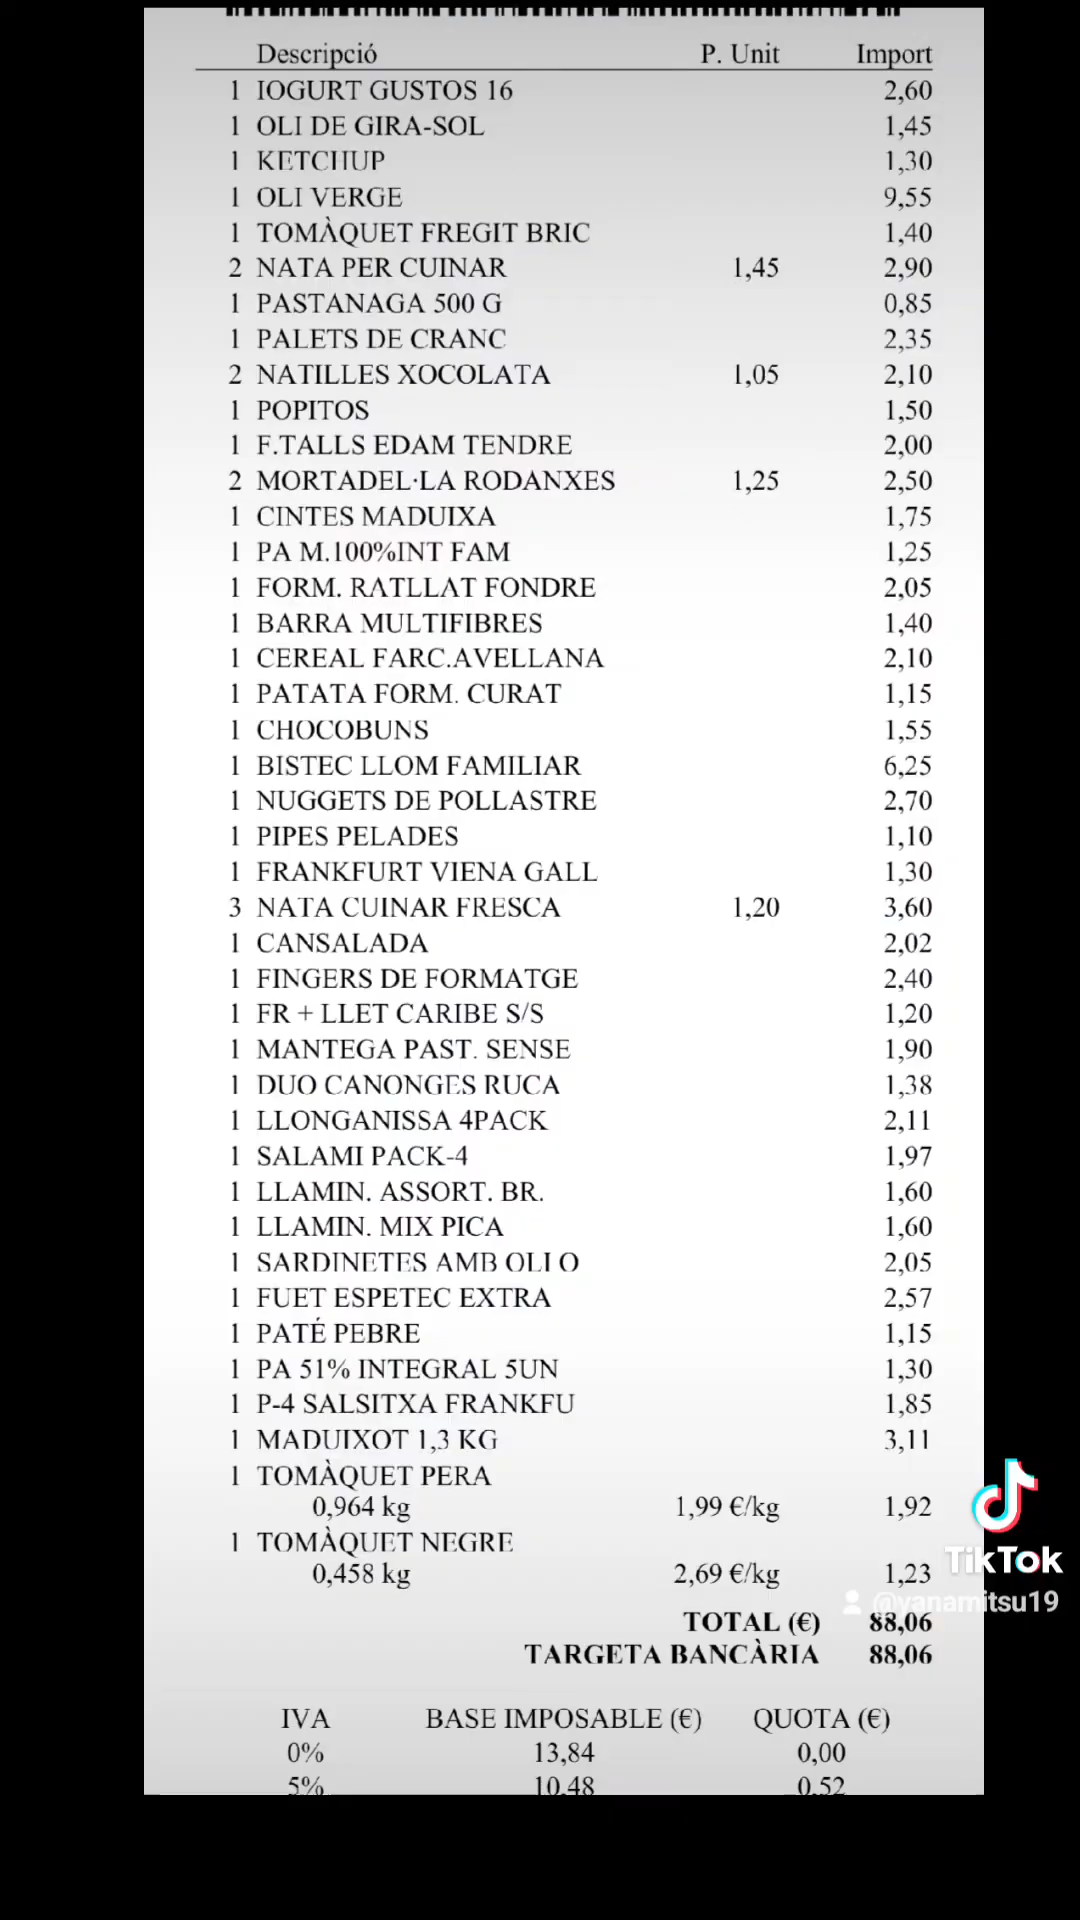 Descripció P. Unit Import
1 IOGURT GUSTOS 16 2,60
1 OLI DE GIRA-SOL 1,45
1 KETCHUP 1,30
1 OLI VERGE 9,55
1 TOMÀQUET FREGIT BRIC 1,40
2 NATA PER CUINAR 1,45 2,90
1 PASTANAGA 500 G 0,85
1 PALETS DE CRANC 2,35
2 NATILLES XOCOLATA 1,05 2,10
1 POPITOS 1,50
1 F.TALLS EDAM TENDRE 2,00
2 MORTADEL·LA RODANXES 1,25 2,50
1 CINTES MADUIXA 1,75
1 PA M.100%INT FAM 1,25
1 FORM. RATLLAT FONDRE 2,05
1 BARRA MULTIFIBRES 1,40
1 CEREAL FARC.AVELLANA 2,10
1 PATATA FORM. CURAT 1,15
1 CHOCOBUNS 1,55
1 BISTEC LLOM FAMILIAR 6,25
1 NUGGETS DE POLLASTRE 2,70
1 PIPES PELADES 1,10
1 FRANKFURT VIENA GALL 1,30
3 NATA CUINAR FRESCA 1,20 3,60
1 CANSALADA 2,02
1 FINGERS DE FORMATGE 2,40
1 FR + LLET CARIBE S/S 1,20
1 MANTEGA PAST. SENSE 1,90
1 DUO CANONGES RUCA 1,38
1 LLONGANISSA 4PACK 2,11
1 SALAMI PACK-4 1,97
1 LLAMIN. ASSORT. BR. 1,60
1 LLAMIN. MIX PICA 1,60
1 SARDINETES AMB OLI O 2,05
1 FUET ESPETEC EXTRA 2,57
1 PATÉ PEBRE 1,15
1 PA 51% INTEGRAL 5UN 1,30
1 P-4 SALSITXA FRANKFU 1,85
1 MADUIXOT 1,3 KG 3,11
1 TOMÀQUET PERA
0,964 kg 1,99 €/kg 1,92
1 TOMÀQUET NEGRE
0,458 kg 2,69 €/kg 1,23
TikTok
@yanamitsu19
TOTAL (€) 88,06
TARGETA BANCÀRIA 88,06
IVA BASE IMPOSABLE (€) QUOTA (€)
0% 13,84 0,00
5% 10,48 0,52